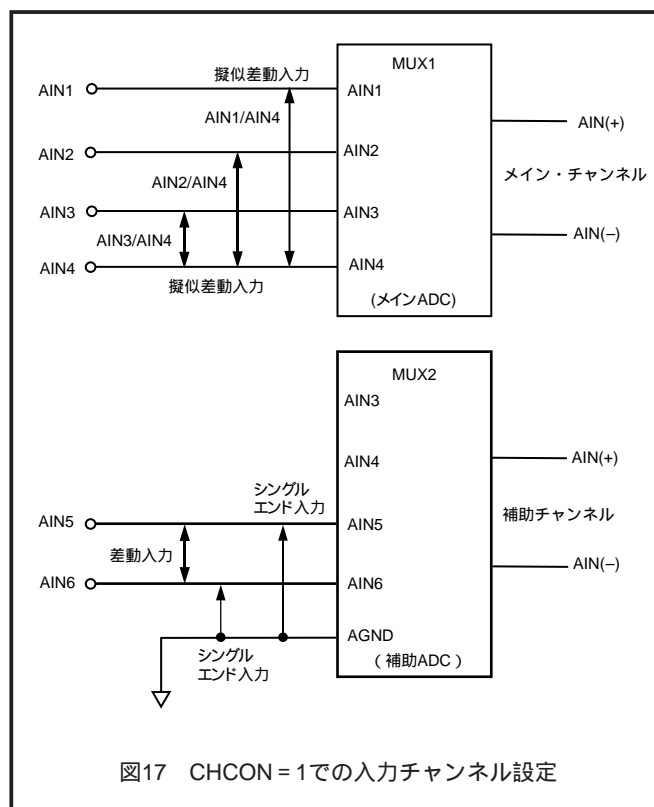 MUX1
擬似差動入力
AIN1
AIN1
AIN1/AIN4
AIN(+)
AIN2
AIN2
AIN2/AIN4
メイン・チャンネル
AIN3
AIN3
AIN3/AIN4
AIN(−)
AIN4
AIN4
擬似差動入力
(メインADC)
MUX2
AIN3
AIN4
AIN(+)
シングル
エンド入力
AIN5
AIN5
補助チャンネル
差動入力
AIN6
AIN6
AIN(−)
AGND
シングル
エンド入力
(補助ADC)
図17 CHCON = 1での入力チャンネル設定